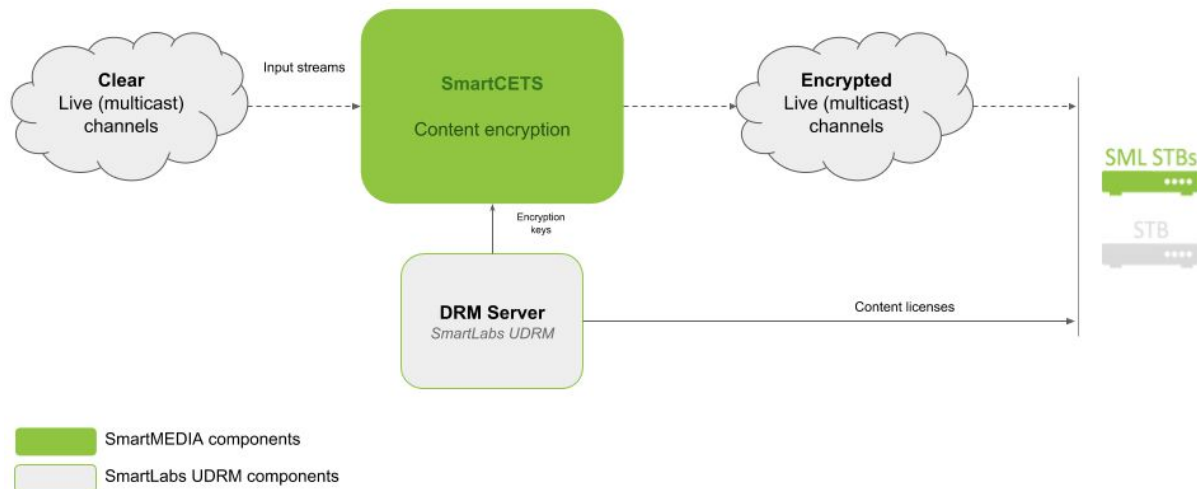 Clear
Live (multicast)
channels
Input streams
SmartCETS
Content encryption
Encrypted
Live (multicast)
channels
SML STBs
STB
Encryption
keys
DRM Server
SmartLabs UDRM
Content licenses
SmartMEDIA components
SmartLabs UDRM components